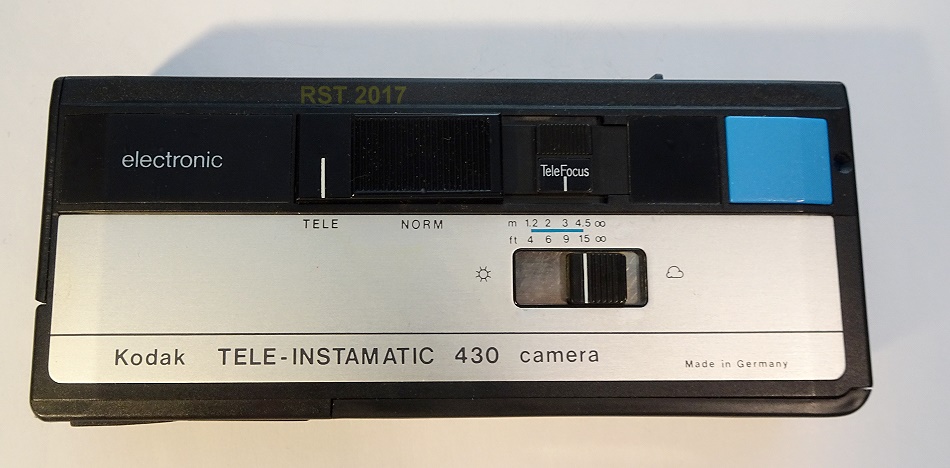 RST 2017
electronic
TeleFocus
TELE NORM
m 1.2 2 3 4.5 ∞
ft 4 6 9 15 ∞
Kodak TELE-INSTAMATIC 430 camera
Made in Germany